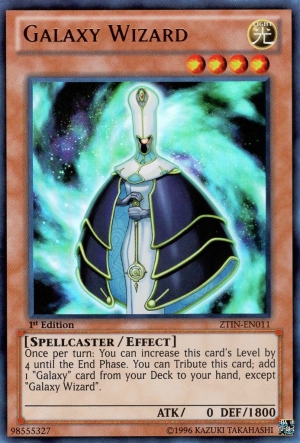 GALAXY WIZARD
LIGHT
光
1st Edition
ZTIN-EN011
[SPELLCASTER / EFFECT]
Once per turn: You can increase this card's Level by
4 until the End Phase. You can Tribute this card; add
1 "Galaxy" card from your Deck to your hand, except
"Galaxy Wizard".
ATK/ 0 DEF/1800
98555327
©1996 KAZUKI TAKAHASHI